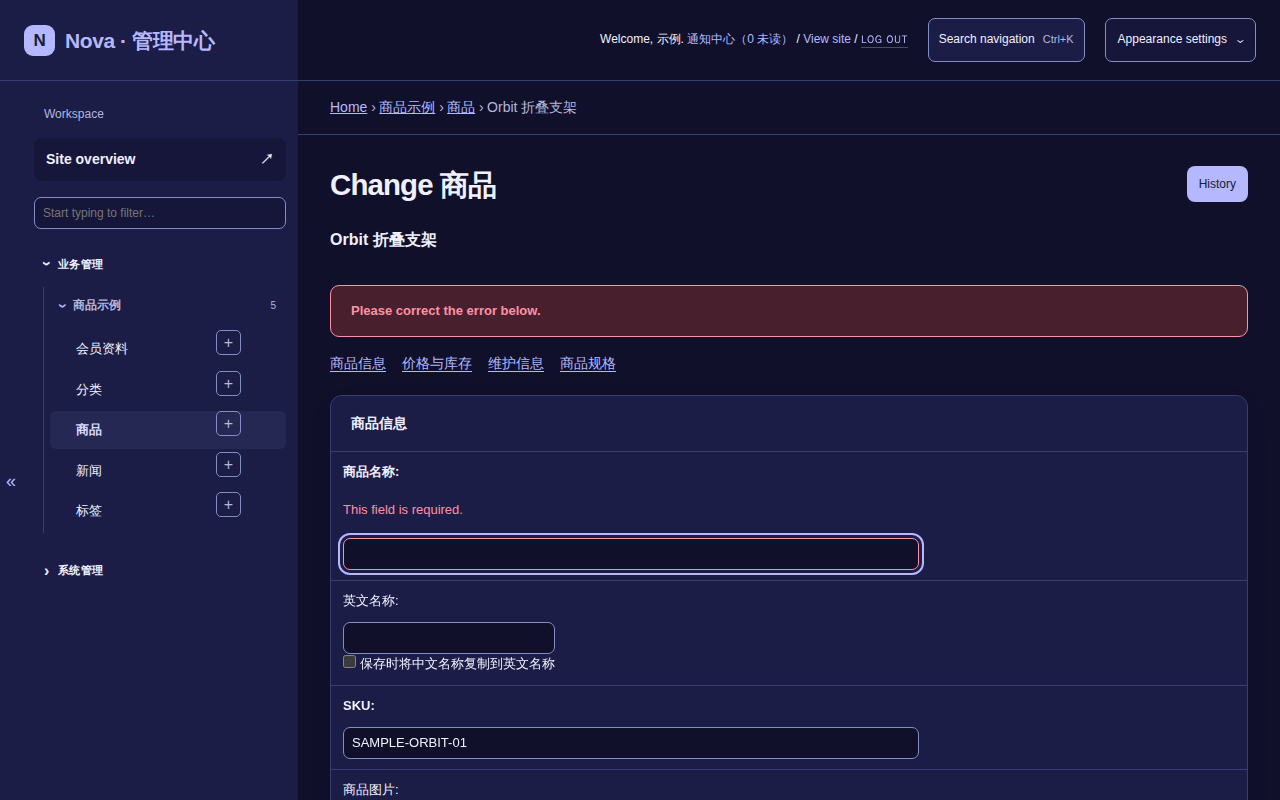 N Nova · 管理中心
Welcome, 示例. 通知中心（0 未读） / View site / LOG OUT
Search navigation Ctrl+K
Appearance settings
Home › 商品示例 › 商品 › Orbit 折叠支架
Workspace
Site overview ↗
Start typing to filter…
业务管理
商品示例 5
会员资料 +
分类 +
商品 +
新闻 +
标签 +
系统管理
«
Change 商品
History
Orbit 折叠支架
Please correct the error below.
商品信息 价格与库存 维护信息 商品规格
商品信息
商品名称:
This field is required.
英文名称:
保存时将中文名称复制到英文名称
SKU:
SAMPLE-ORBIT-01
商品图片: